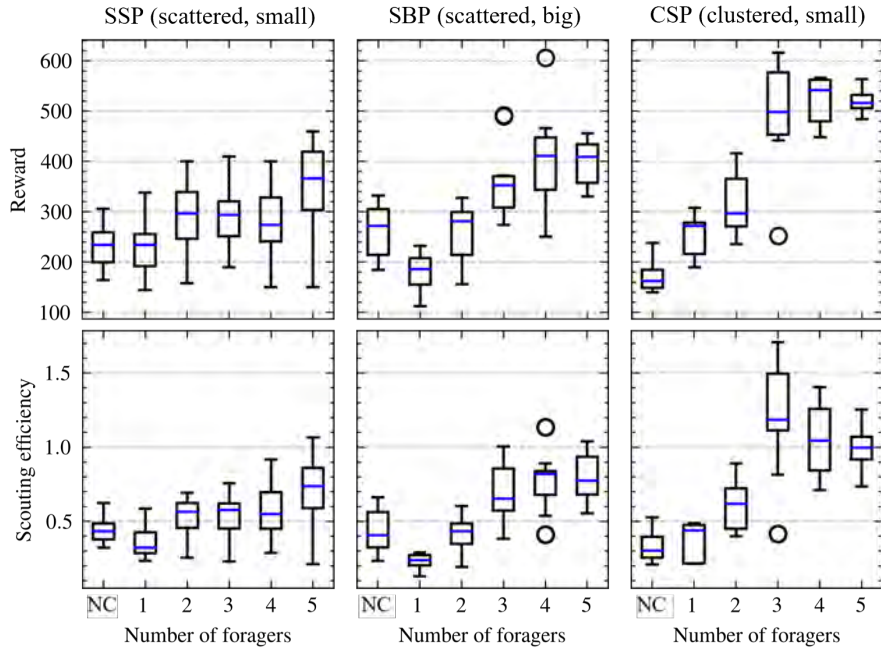 SSP (scattered, small) SBP (scattered, big) CSP (clustered, small)
Reward
600
500
400
300
200
100
Scouting efficiency
1.5
1.0
0.5
NC 1 2 3 4 5 NC 1 2 3 4 5 NC 1 2 3 4 5
Number of foragers Number of foragers Number of foragers